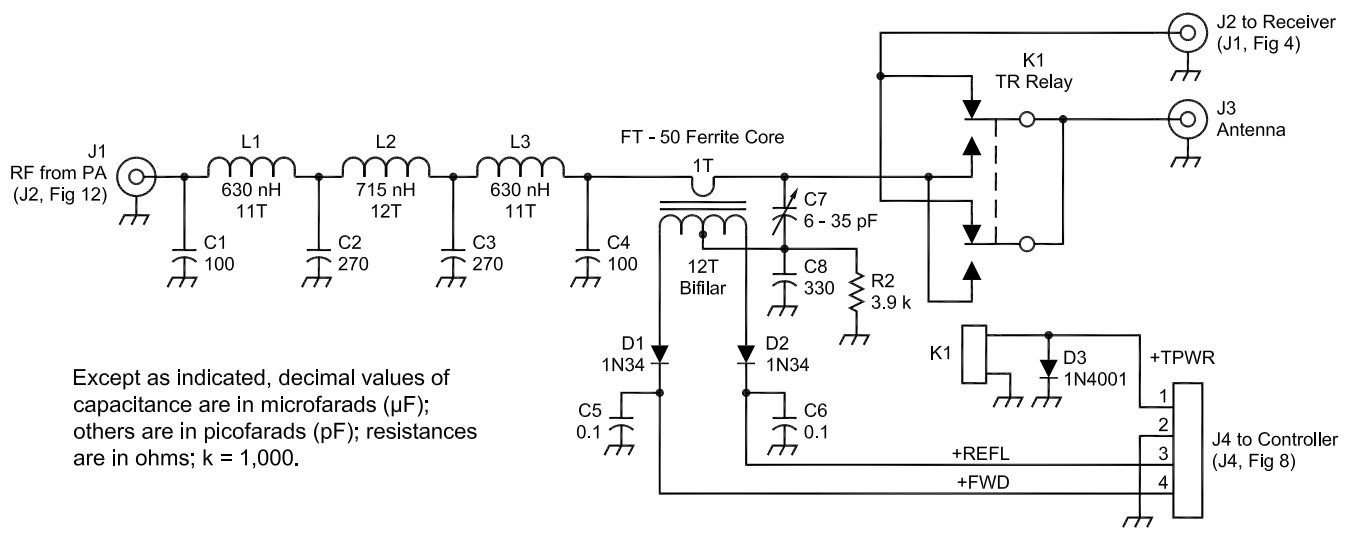 J1
RF from PA
(J2, Fig 12)
L1
630 nH
11T
L2
715 nH
12T
L3
630 nH
11T
C1
100
C2
270
C3
270
C4
100
FT - 50 Ferrite Core
1T
12T
Bifilar
C7
6 - 35 pF
C8
330
R2
3.9 k
K1
TR Relay
J2 to Receiver
(J1, Fig 4)
J3
Antenna
D1
1N34
D2
1N34
C5
0.1
C6
0.1
K1
D3
1N4001
+TPWR
1
2
3
4
+REFL
+FWD
J4 to Controller
(J4, Fig 8)
Except as indicated, decimal values of
capacitance are in microfarads (µF);
others are in picofarads (pF); resistances
are in ohms; k = 1,000.